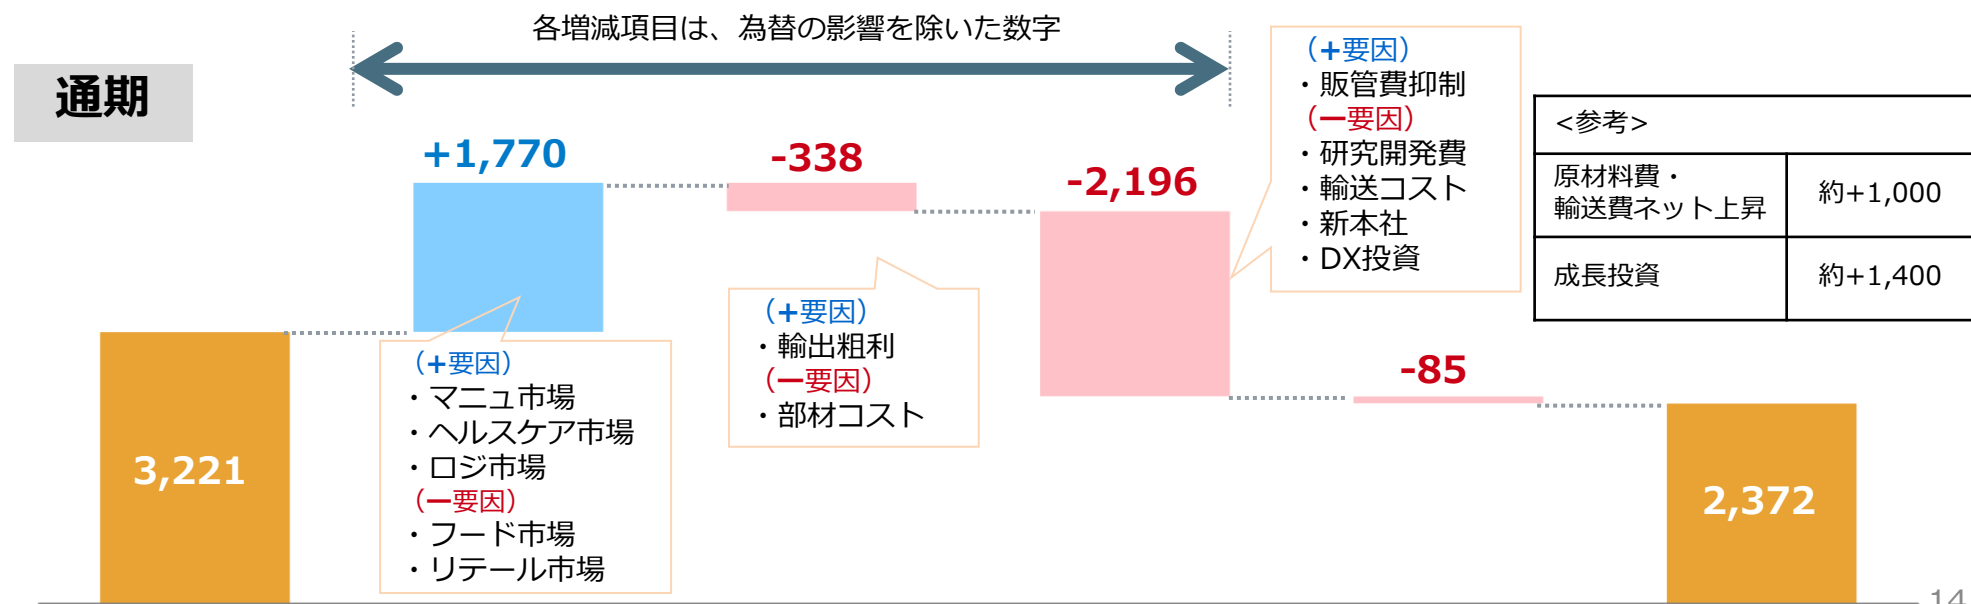 各増減項目は、為替の影響を除いた数字
通期
+1,770
-338
-2,196
-85
3,221
2,372
（+要因）
・マニュ市場
・ヘルスケア市場
・ロジ市場
（ー要因）
・フード市場
・リテール市場
（+要因）
・輸出粗利
（ー要因）
・部材コスト
（+要因）
・販管費抑制
（ー要因）
・研究開発費
・輸送コスト
・新本社
・DX投資
<参考>
原材料費・
輸送費ネット上昇
約+1,000
成長投資
約+1,400
14